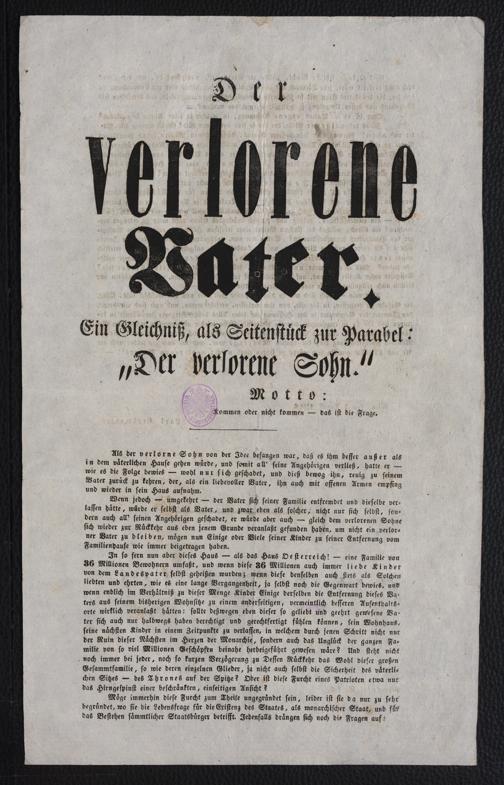 Der
verlorene
Vater.
Ein Gleichniß, als Seitenstück zur Parabel:
„Der verlorene Sohn."
Motto:
Kommen oder nicht kommen — das ist die Frage.
Als der verlorne Sohn von der Idee befangen war, daß es ihm besser außer als
in dem väterlichen Hause gehen würde, und somit all' seine Angehörigen verließ, hatte er —
wie es die Folge bewies — wohl nur sich geschadet, und dieß bewog ihn, reuig zu seinem
Vater zurück zu kehren, der, als ein liebevoller Vater, ihn auch mit offenen Armen empfing
und wieder in sein Haus aufnahm.
Wenn jedoch — umgekehrt — der Vater sich seiner Familie entfremdet und dieselbe ver-
lassen hätte, würde er selbst als Vater, und zwar eben als solcher, nicht nur sich selbst, son-
dern auch all' seinen Angehörigen geschadet, er würde aber auch — gleich dem verlorenen Sohne
sich wieder zur Rückkehr aus eben jenem Grunde veranlaßt gefunden haben, um nicht ein verlor-
ner Vater zu bleiben, mögen nun Einige oder Viele seiner Kinder zu seiner Entfernung vom
Familienhause wie immer beigetragen haben.
In so fern nun aber dieses Haus — als das Haus Oesterreich! — eine Familie von
36 Millionen Bewohnern umfaßt, und wenn diese 36 Millionen auch immer liebe Kinder
von dem Landesvater selbst geheißen wurden; wenn diese denselben auch stets als Solchen
liebten und ehrten, wie es eine lange Vergangenheit, ja selbst noch die Gegenwart bewies, und
wenn endlich im Verhältniß zu dieser Menge Kinder Einige derselben die Entfernung dieses Va-
ters aus seinem bisherigen Wohnsitze zu einem anderseitigen, vermeintlich besseren Aufenthalts-
orte wirklich veranlaßt hätten: sollte deßwegen eben dieser so geliebt und geehrt gewesene Va-
ter sich auch nur halbwegs haben berechtigt und gerechtfertigt fühlen können, sein Wohnhaus,
seine nächsten Kinder in einem Zeitpunkte zu verlassen, in welchem durch jenen Schritt nicht nur
der Ruin dieser Nächsten im Herzen der Monarchie, sondern auch das Unglück der ganzen Fa-
milie von so viel Millionen Geschöpfen beinahe herbeigeführt gewesen wäre? Und steht nicht
noch immer bei jeder, noch so kurzen Verzögerung zu Dessen Rückkehr das Wohl dieser großen
Gesammtfamilie, so wie deren einzelnen Glieder, ja nicht auch selbst die Sicherheit des väterli-
chen Sitzes — des Thrones auf der Spitze? Oder ist diese Furcht eines Patrioten etwa nur
das Hirngespinst einer beschränkten, einseitigen Ansicht?
Möge immerhin diese Furcht zum Theile ungegründet sein, leider ist sie da nur zu sehr
begründet, wo sie die Lebensfrage für die Existenz des Staates, als monarchischer Staat, und für
das Bestehen sämmtlicher Staatsbürger betrifft. Jedenfalls drängen sich noch die Fragen auf: